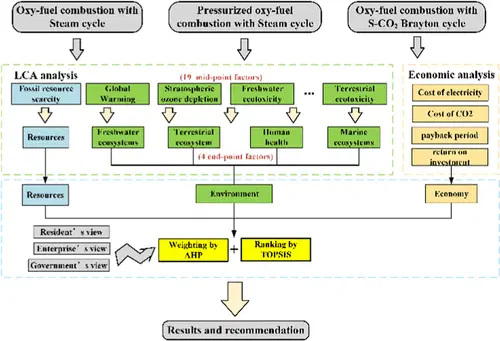 Oxy-fuel combustion with
Steam cycle
Pressurized oxy-fuel
combustion with Steam cycle
Oxy-fuel combustion with
S-CO₂ Brayton cycle
LCA analysis
(19 mid-point factors)
Economic analysis
Fossil resource
scarcity
Global
Warming
Stratospheric
ozone depletion
Freshwater
ecotoxicity
...
Terrestrial
ecotoxicity
Cost of electricity
Cost of CO2
payback period
return on
investment
Resources
Freshwater
ecosystems
Terrestrial
ecosystem
Human
health
Marine
ecosystems
(4 end-point factors)
Resources
Environment
Economy
Resident's view
Enterprise's view
Government's view
Weighting by
AHP
+
Ranking by
TOPSIS
Results and recommendation